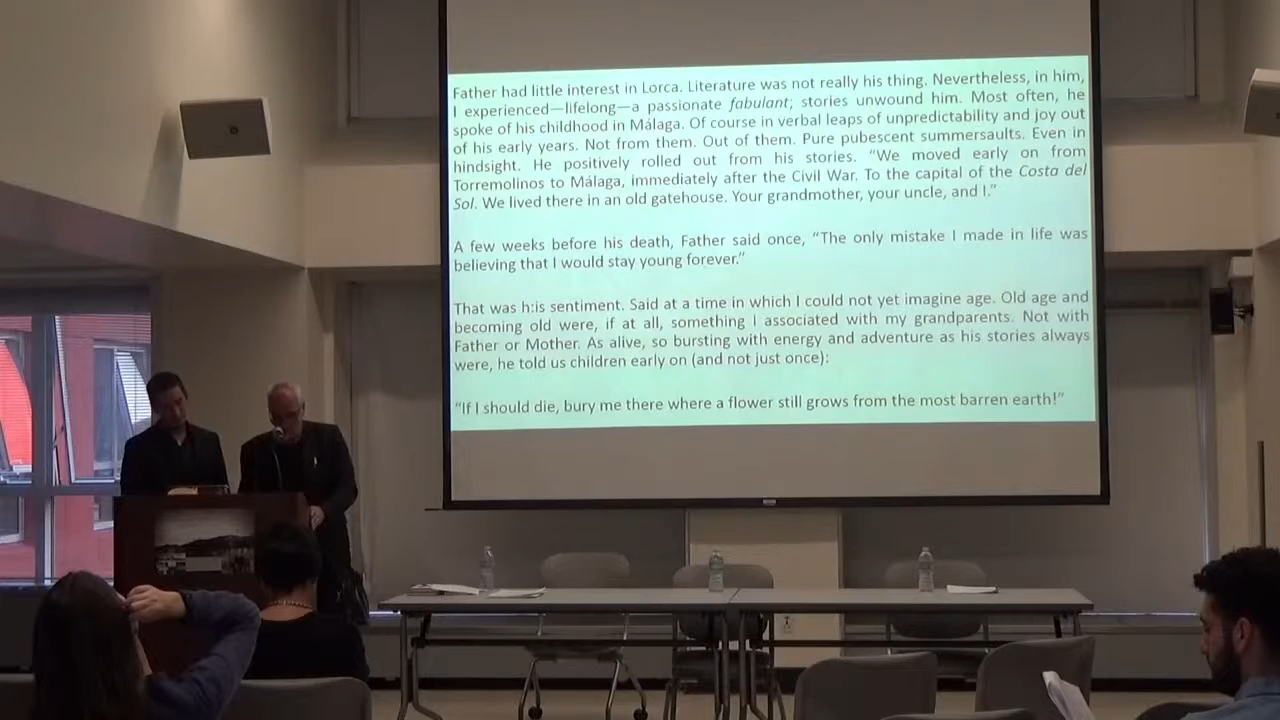 Father had little interest in Lorca. Literature was not really his thing. Nevertheless, in him,
I experienced—lifelong—a passionate fabulant; stories unwound him. Most often, he
spoke of his childhood in Málaga. Of course in verbal leaps of unpredictability and joy out
of his early years. Not from them. Out of them. Pure pubescent summersaults. Even in
hindsight. He positively rolled out from his stories. “We moved early on from
Torremolinos to Málaga, immediately after the Civil War. To the capital of the Costa del
Sol. We lived there in an old gatehouse. Your grandmother, your uncle, and I.”
A few weeks before his death, Father said once, “The only mistake I made in life was
believing that I would stay young forever.”
That was h:is sentiment. Said at a time in which I could not yet imagine age. Old age and
becoming old were, if at all, something I associated with my grandparents. Not with
Father or Mother. As alive, so bursting with energy and adventure as his stories always
were, he told us children early on (and not just once):
“If I should die, bury me there where a flower still grows from the most barren earth!”